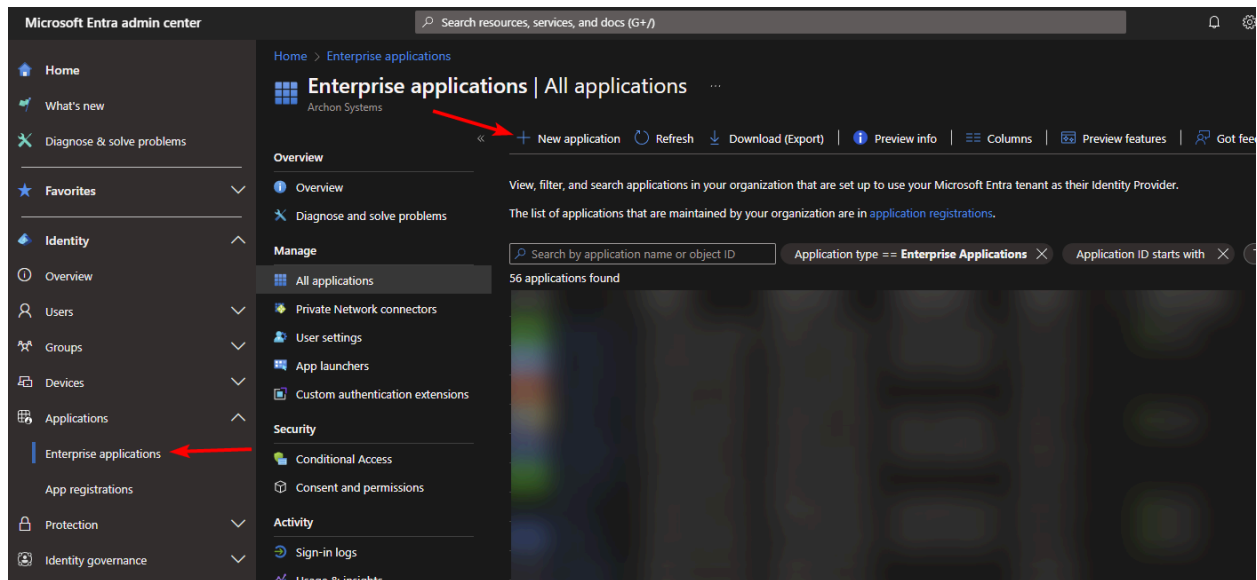 Microsoft Entra admin center
Search resources, services, and docs (G+/)
Home
What's new
Diagnose & solve problems
Favorites
Identity
Overview
Users
Groups
Devices
Applications
Enterprise applications
App registrations
Protection
Identity governance
Home > Enterprise applications
Enterprise applications | All applications ...
Archon Systems
«
Overview
Overview
Diagnose and solve problems
Manage
All applications
Private Network connectors
User settings
App launchers
Custom authentication extensions
Security
Conditional Access
Consent and permissions
Activity
Sign-in logs
Usage & insights
New application Refresh Download (Export) | Preview info | Columns | Preview features | Got fee
View, filter, and search applications in your organization that are set up to use your Microsoft Entra tenant as their Identity Provider.
The list of applications that are maintained by your organization are in application registrations.
Search by application name or object ID Application type == Enterprise Applications Application ID starts with
56 applications found